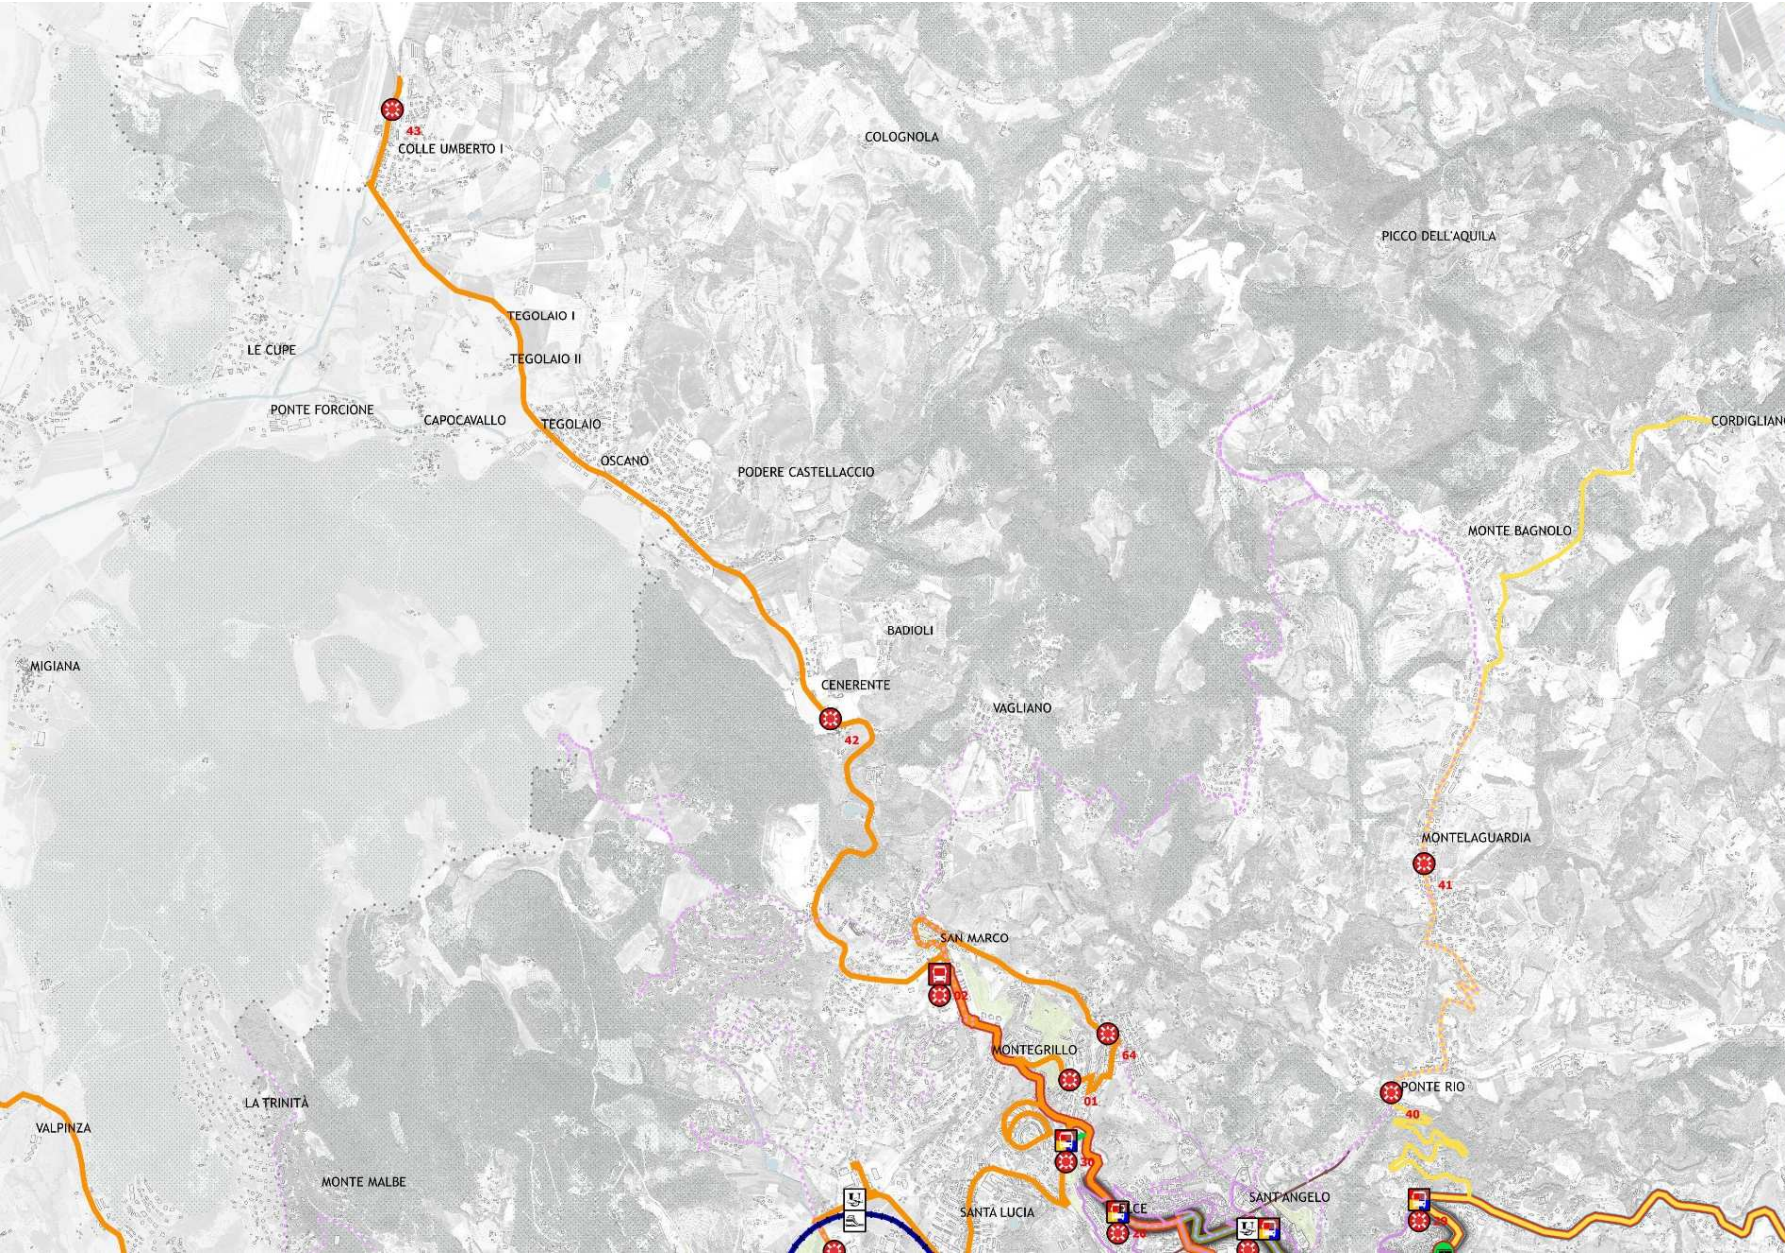 43
COLLE UMBERTO I
COLOGNOLA
PICCO DELL'AQUILA
TEGOLAIO I
LE CUPE
TEGOLAIO II
PONTE FORCIONE
CAPOCAVALLO
TEGOLAIO
CORDIGLIANO
OSCANO
PODERE CASTELLACCIO
MONTE BAGNOLO
BADIOLI
MIGIANA
CENERENTE
VAGLIANO
42
MONTELAGUARDIA
41
SAN MARCO
02
MONTEGRILLO
64
PONTE RIO
LA TRINITÀ
01
40
VALPINZA
30
MONTE MALBE
SANT'ANGELO
SANTA LUCIA
ELCE